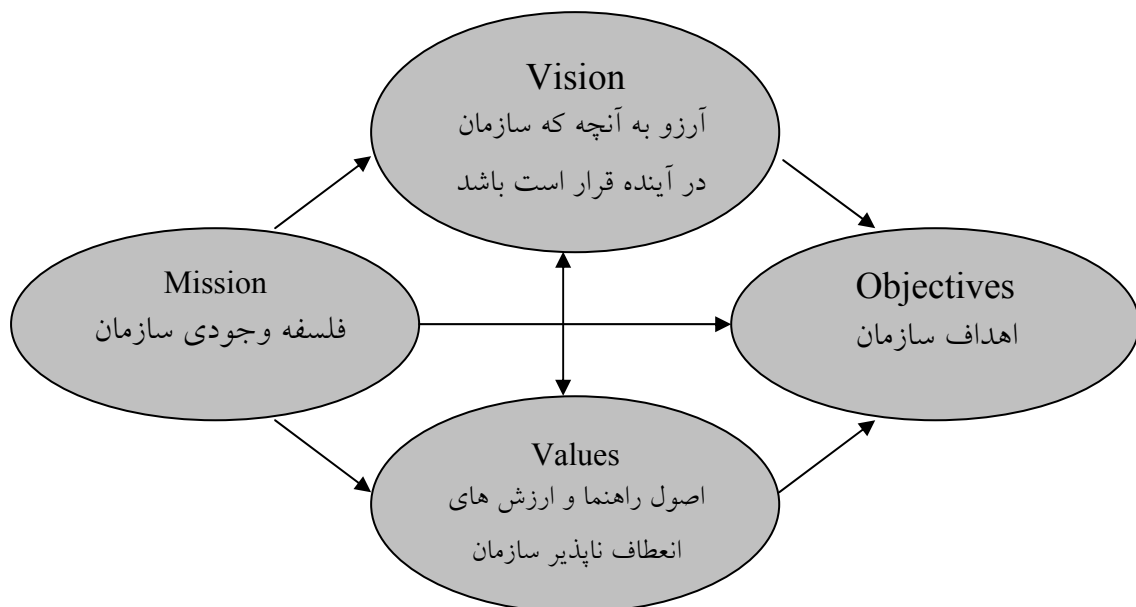 Vision
آرزو به آنچه که سازمان
در آینده قرار است باشد
Mission
فلسفه وجودی سازمان
Objectives
اهداف سازمان
Values
اصول راهنما و ارزش های
انعطاف ناپذیر سازمان